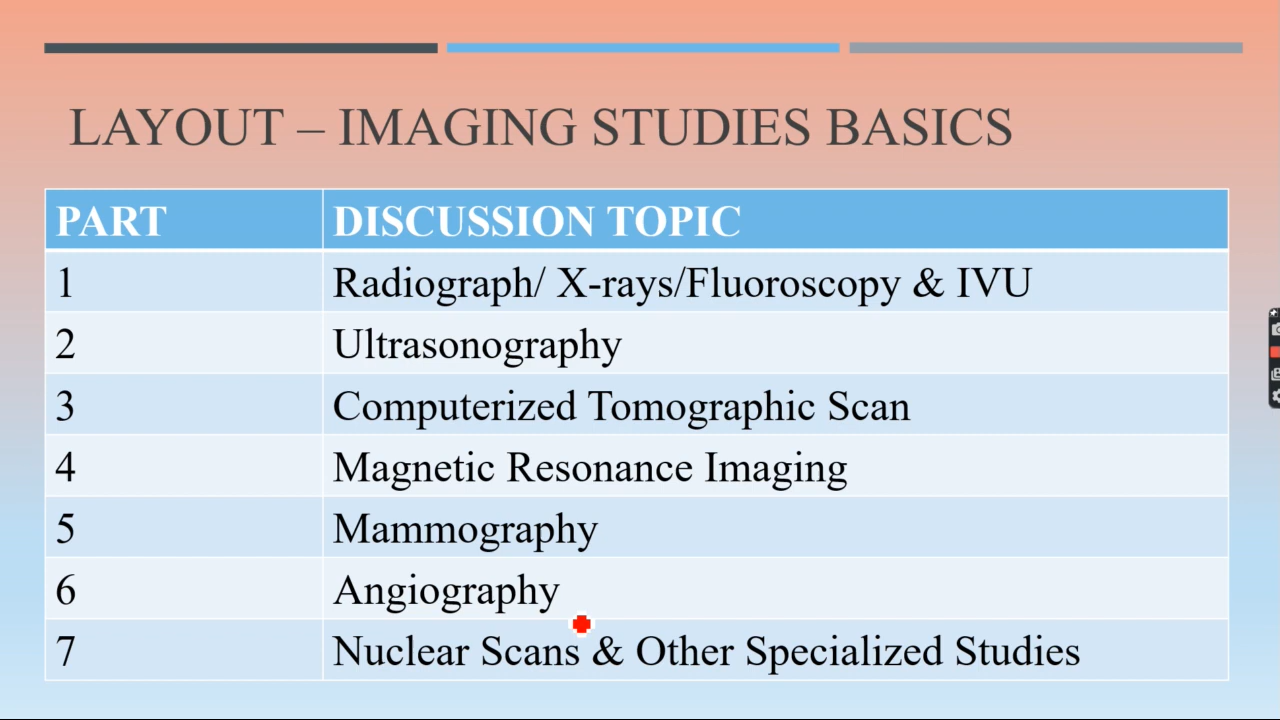 LAYOUT – IMAGING STUDIES BASICS
PART DISCUSSION TOPIC
1 Radiograph/ X-rays/Fluoroscopy & IVU
2 Ultrasonography
3 Computerized Tomographic Scan
4 Magnetic Resonance Imaging
5 Mammography
6 Angiography
7 Nuclear Scans & Other Specialized Studies